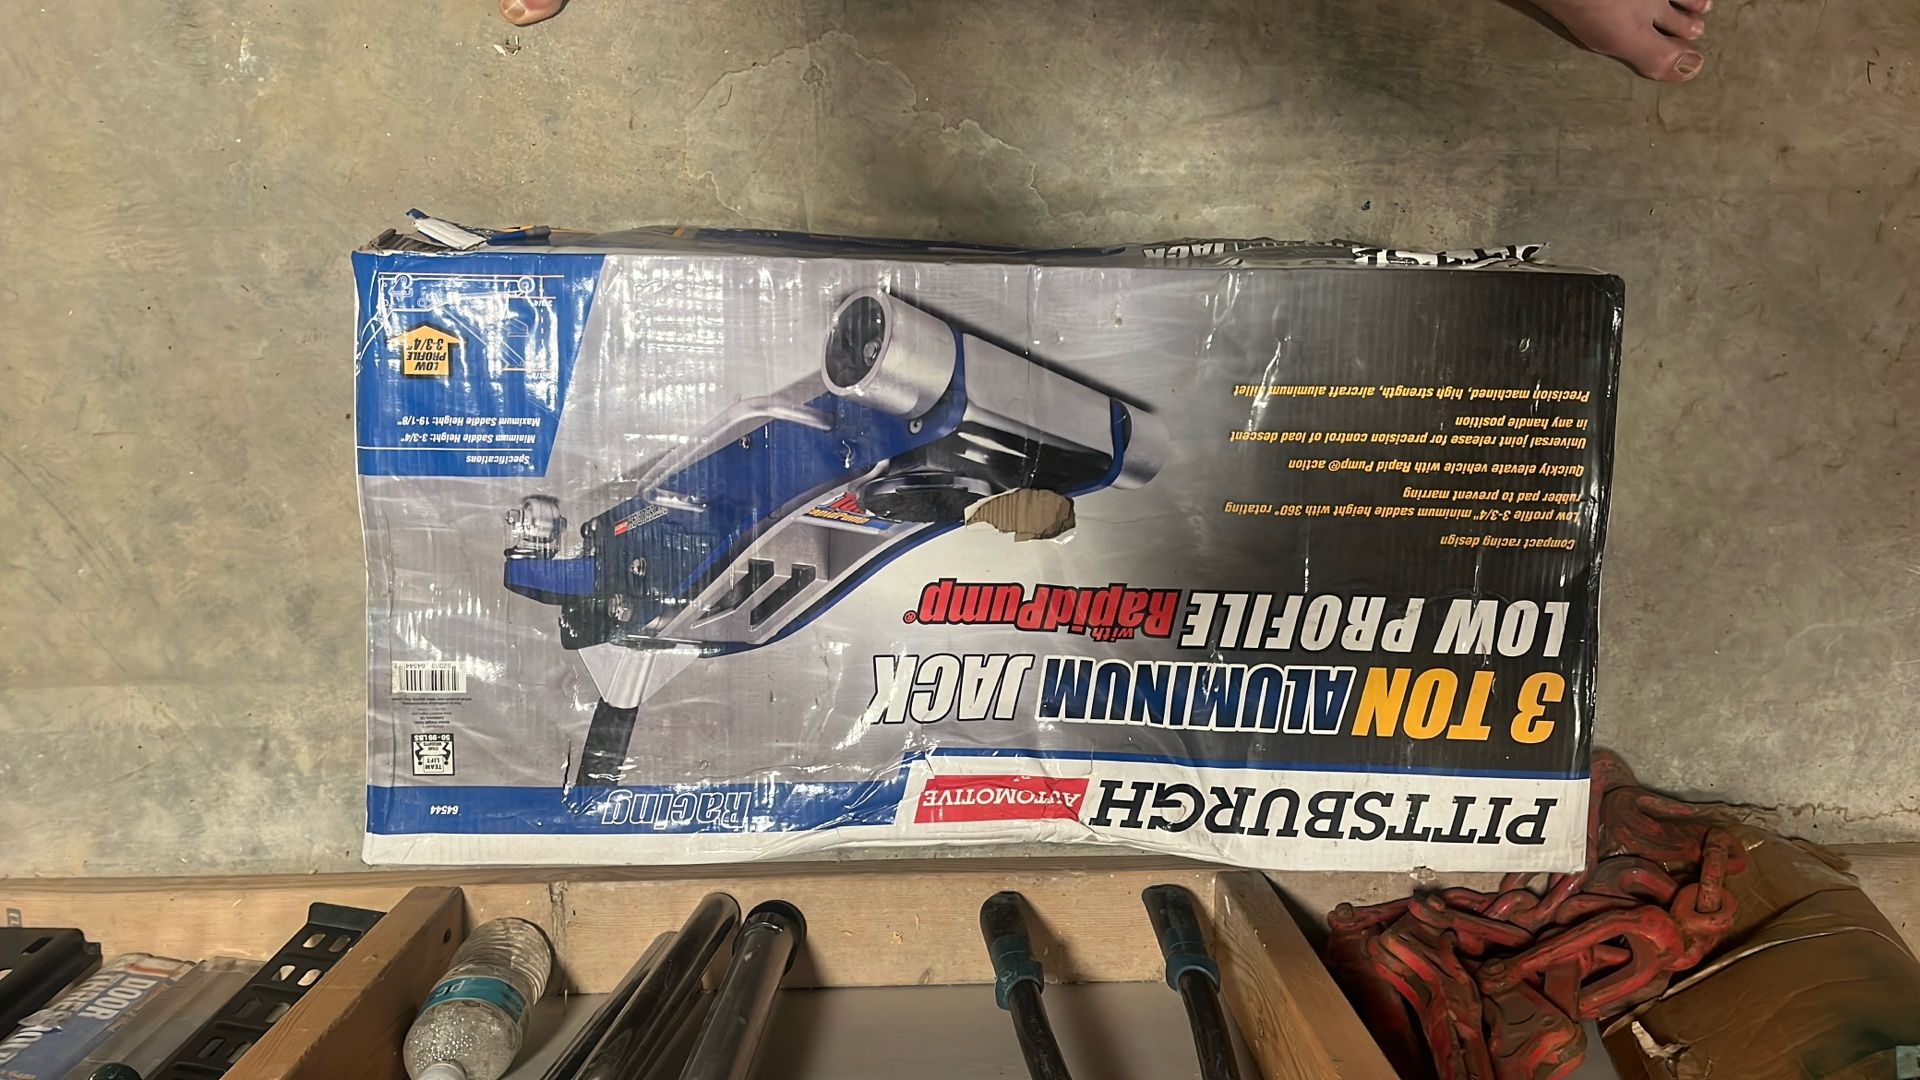 PITTSBURGH
AUTOMOTIVE
Racing
64544
3 TON ALUMINUM JACK
LOW PROFILE with RapidPump®
Compact racing design
Low profile 3-3/4" minimum saddle height saddle with 360° rotating
rubber pad to prevent marring
Quickly elevate vehicle with Rapid Pump® action
Universal joint release for precision control of load descent
in any handle position
Precision machined, high strength, aircraft aluminum billet
TEAM
LIFT
50-99 LBS
PITTSBURGH
RapidPump
Specifications
Minimum Saddle Height: 3-3/4"
Maximum Saddle Height: 19-1/8"
LOW
PROFILE
3-3/4"
JACK
DOOR